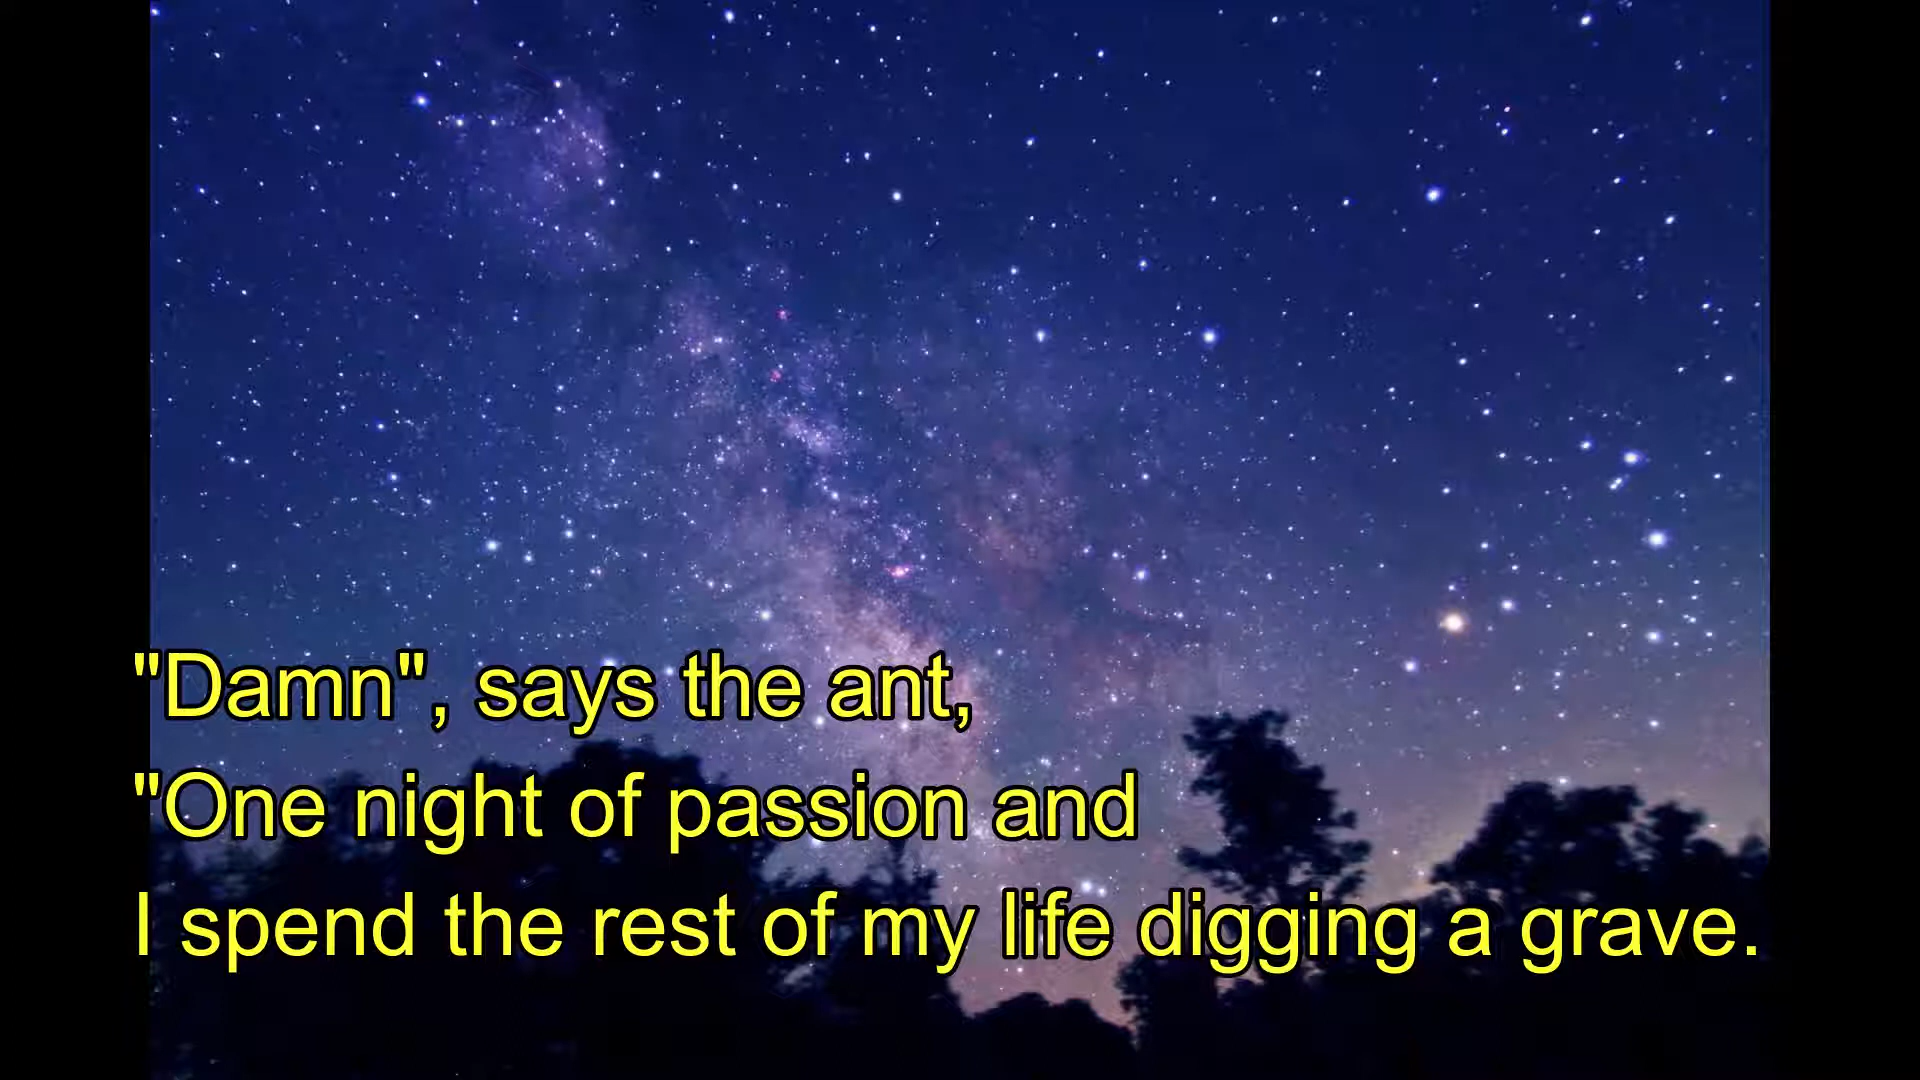 "Damn", says the ant,
"One night of passion and
I spend the rest of my life digging a grave.